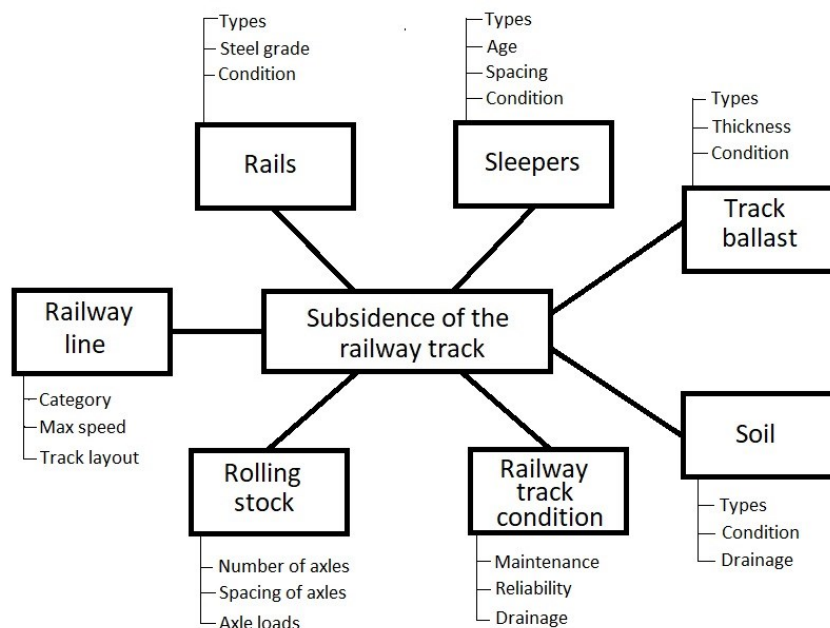 Types
Steel grade
Condition
Rails
Types
Age
Spacing
Condition
Sleepers
Types
Thickness
Condition
Track
ballast
Railway
line
Category
Max speed
Track layout
Subsidence of the
railway track
Rolling
stock
Number of axles
Spacing of axles
Axle loads
Railway
track
condition
Maintenance
Reliability
Drainage
Soil
Types
Condition
Drainage